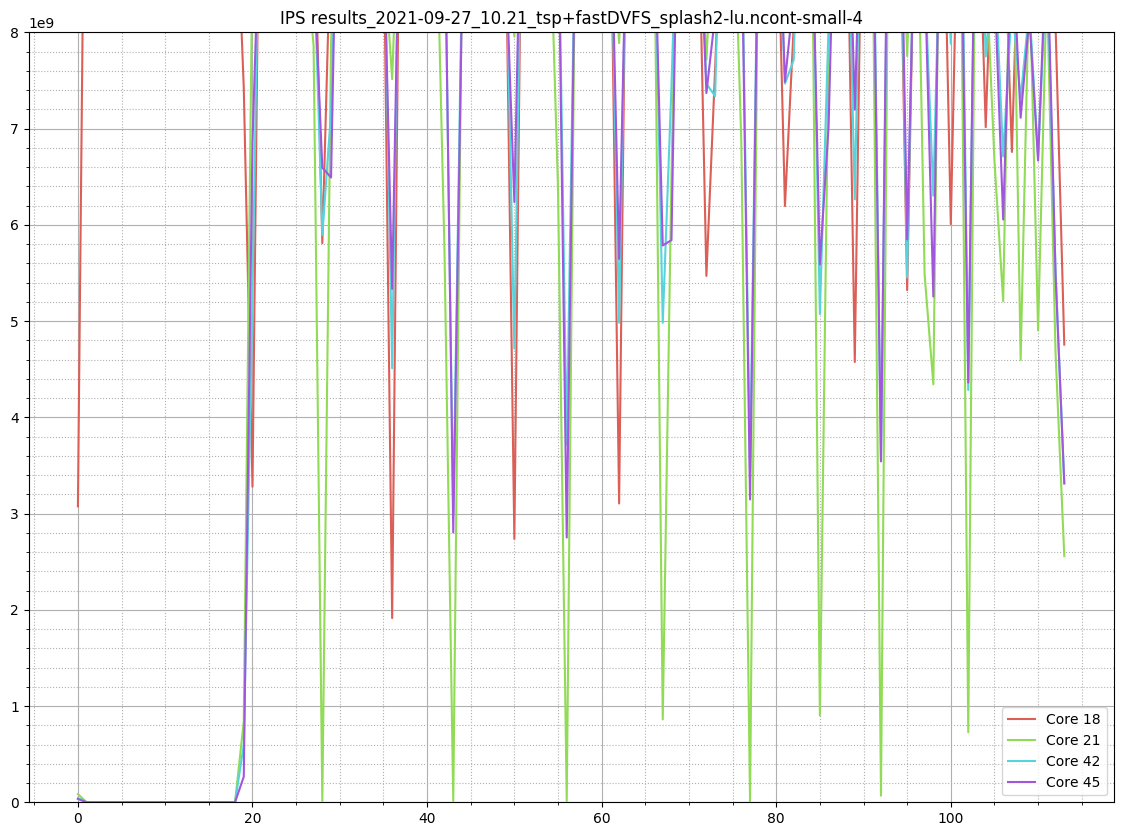 IPS results_2021-09-27_10.21_tsp+fastDVFS_splash2-lu.ncont-small-4
1e9
8
7
6
5
4
3
2
1
0
0 20 40 60 80 100
Core 18
Core 21
Core 42
Core 45